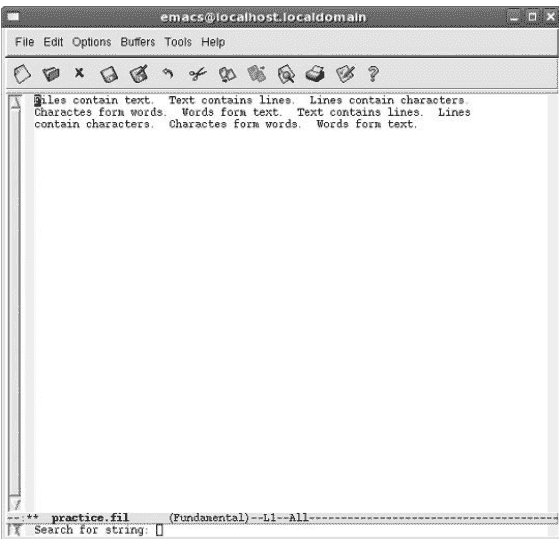 emacs@localhost.localdomain
File Edit Options Buffers Tools Help
Files contain text. Text contains lines. Lines contain characters.
Charactes form words. Words form text. Text contains lines. Lines
contain characters. Charactes form words. Words form text.
--:** practice.fil (Fundamental)--L1--All--------------------------------------------------
Search for string: